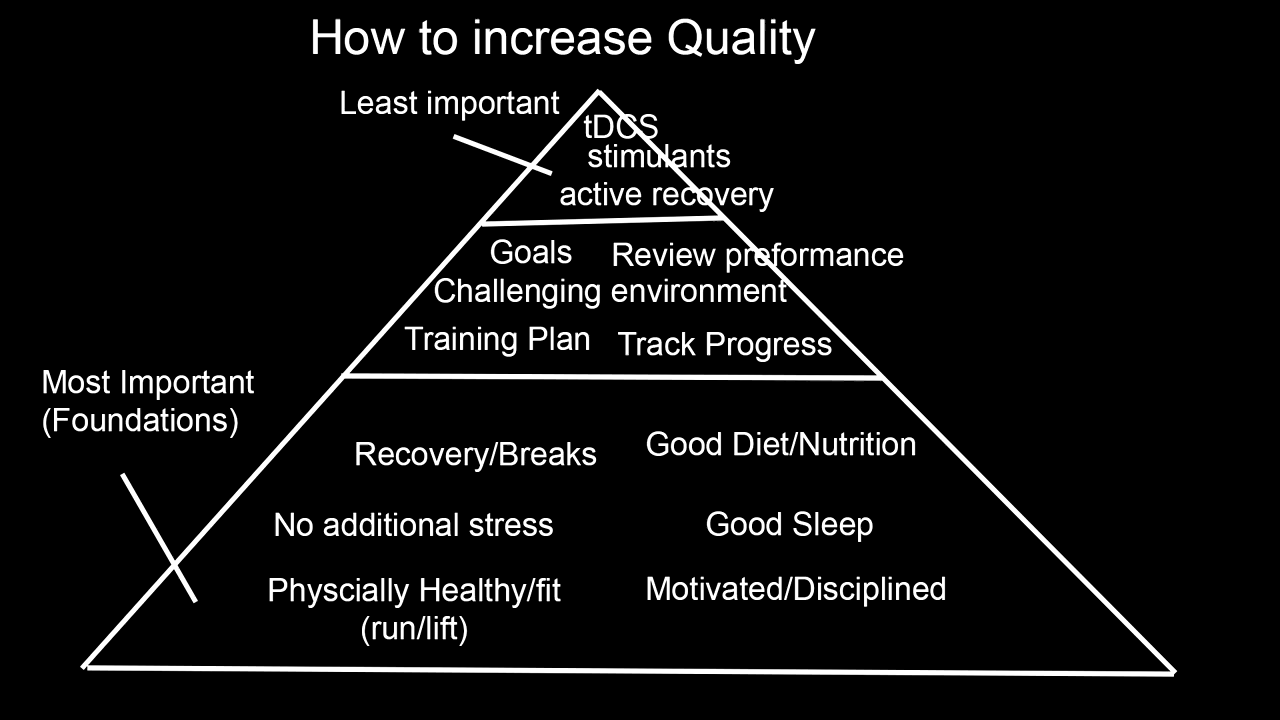 How to increase Quality
Least important
tDCS
stimulants
active recovery
Goals
Review preformance
Challenging environment
Training Plan
Track Progress
Most Important
(Foundations)
Recovery/Breaks
Good Diet/Nutrition
No additional stress
Good Sleep
Physcially Healthy/fit
(run/lift)
Motivated/Disciplined